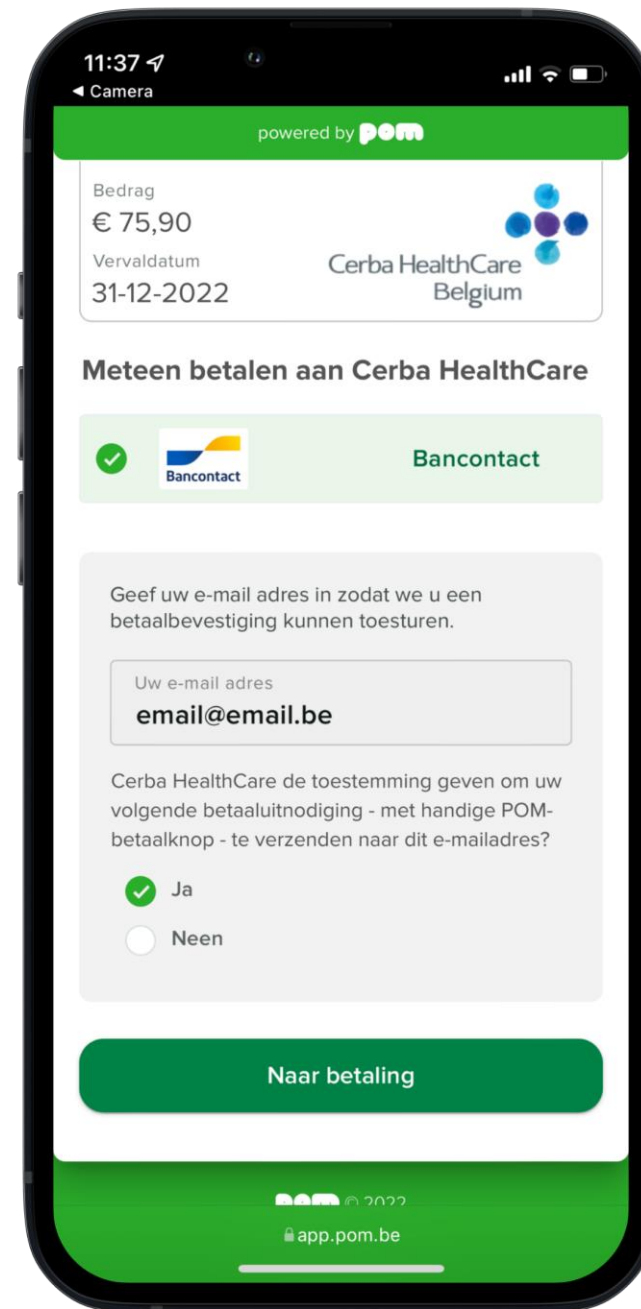 11:37
◀ Camera
powered by pom
Bedrag
€ 75,90
Vervaldatum
31-12-2022
Cerba HealthCare
Belgium
Meteen betalen aan Cerba HealthCare
Bancontact
Bancontact
Geef uw e-mail adres in zodat we u een
betaalbevestiging kunnen toesturen.
Uw e-mail adres
email@email.be
Cerba HealthCare de toestemming geven om uw
volgende betaaluitnodiging - met handige POM-
betaalknop - te verzenden naar dit e-mailadres?
Ja
Neen
Naar betaling
pom © 2022
app.pom.be